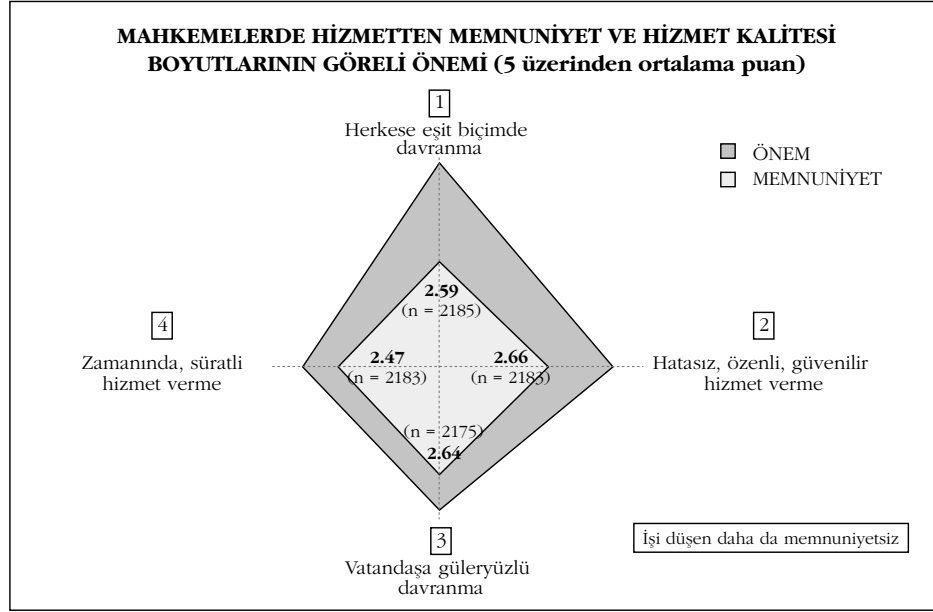 MAHKEMELERDE HİZMETTEN MEMNUNİYET VE HİZMET KALİTESİ
BOYUTLARININ GÖRELİ ÖNEMİ (5 üzerinden ortalama puan)
1
Herkese eşit biçimde
davranma
ÖNEM
MEMNUNİYET
2.59
(n = 2185)
4
Zamanında, süratli
hizmet verme
2.47
(n = 2183)
2.66
(n = 2183)
2
Hatasız, özenli, güvenilir
hizmet verme
(n = 2175)
2.64
3
Vatandaşa güleryüzlü
davranma
İşi düşen daha da memnuniyetsiz